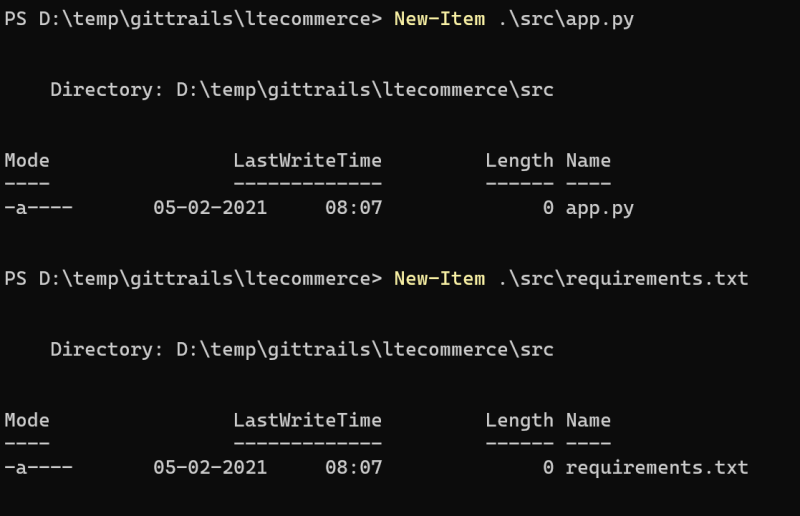 PS D:\temp\gittrails\ltecommerce> New-Item .\src\app.py
Directory: D:\temp\gittrails\ltecommerce\src
Mode                LastWriteTime         Length Name
----                -------------         ------ ----
-a----       05-02-2021     08:07              0 app.py
PS D:\temp\gittrails\ltecommerce> New-Item .\src\requirements.txt
Directory: D:\temp\gittrails\ltecommerce\src
Mode                LastWriteTime         Length Name
----                -------------         ------ ----
-a----       05-02-2021     08:07              0 requirements.txt